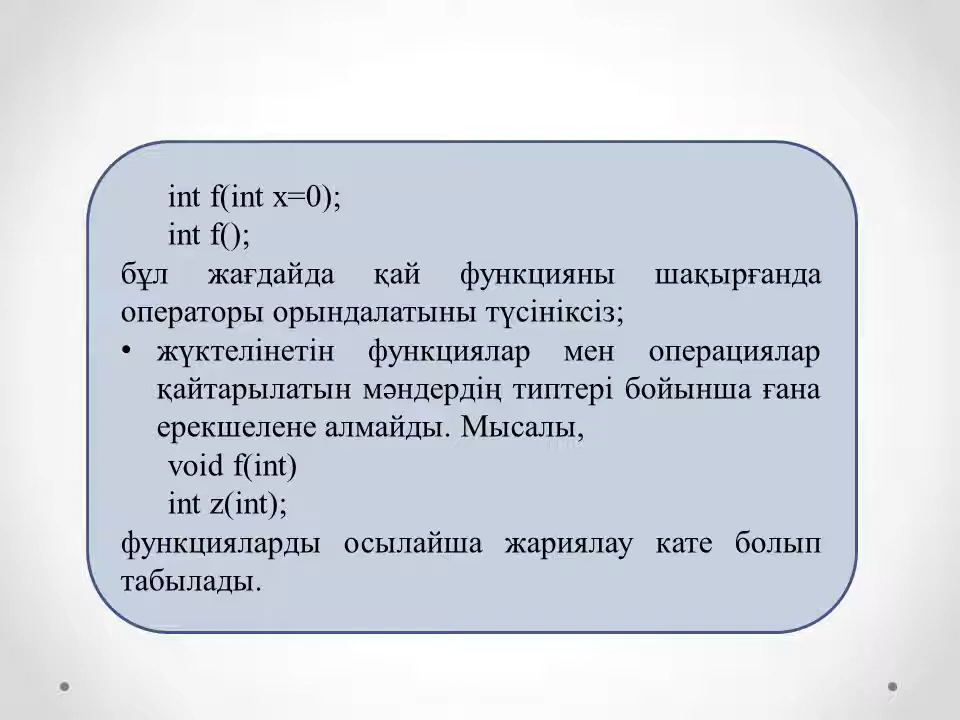 int f(int x=0);
int f();
бұл жағдайда қай функцияны шақырғанда
операторы орындалатыны түсініксіз;
• жүктелінетін функциялар мен операциялар
қайтарылатын мәндердің типтері бойынша ғана
ерекшелене алмайды. Мысалы,
void f(int)
int z(int);
функцияларды осылайша жариялау кате болып
табылады.